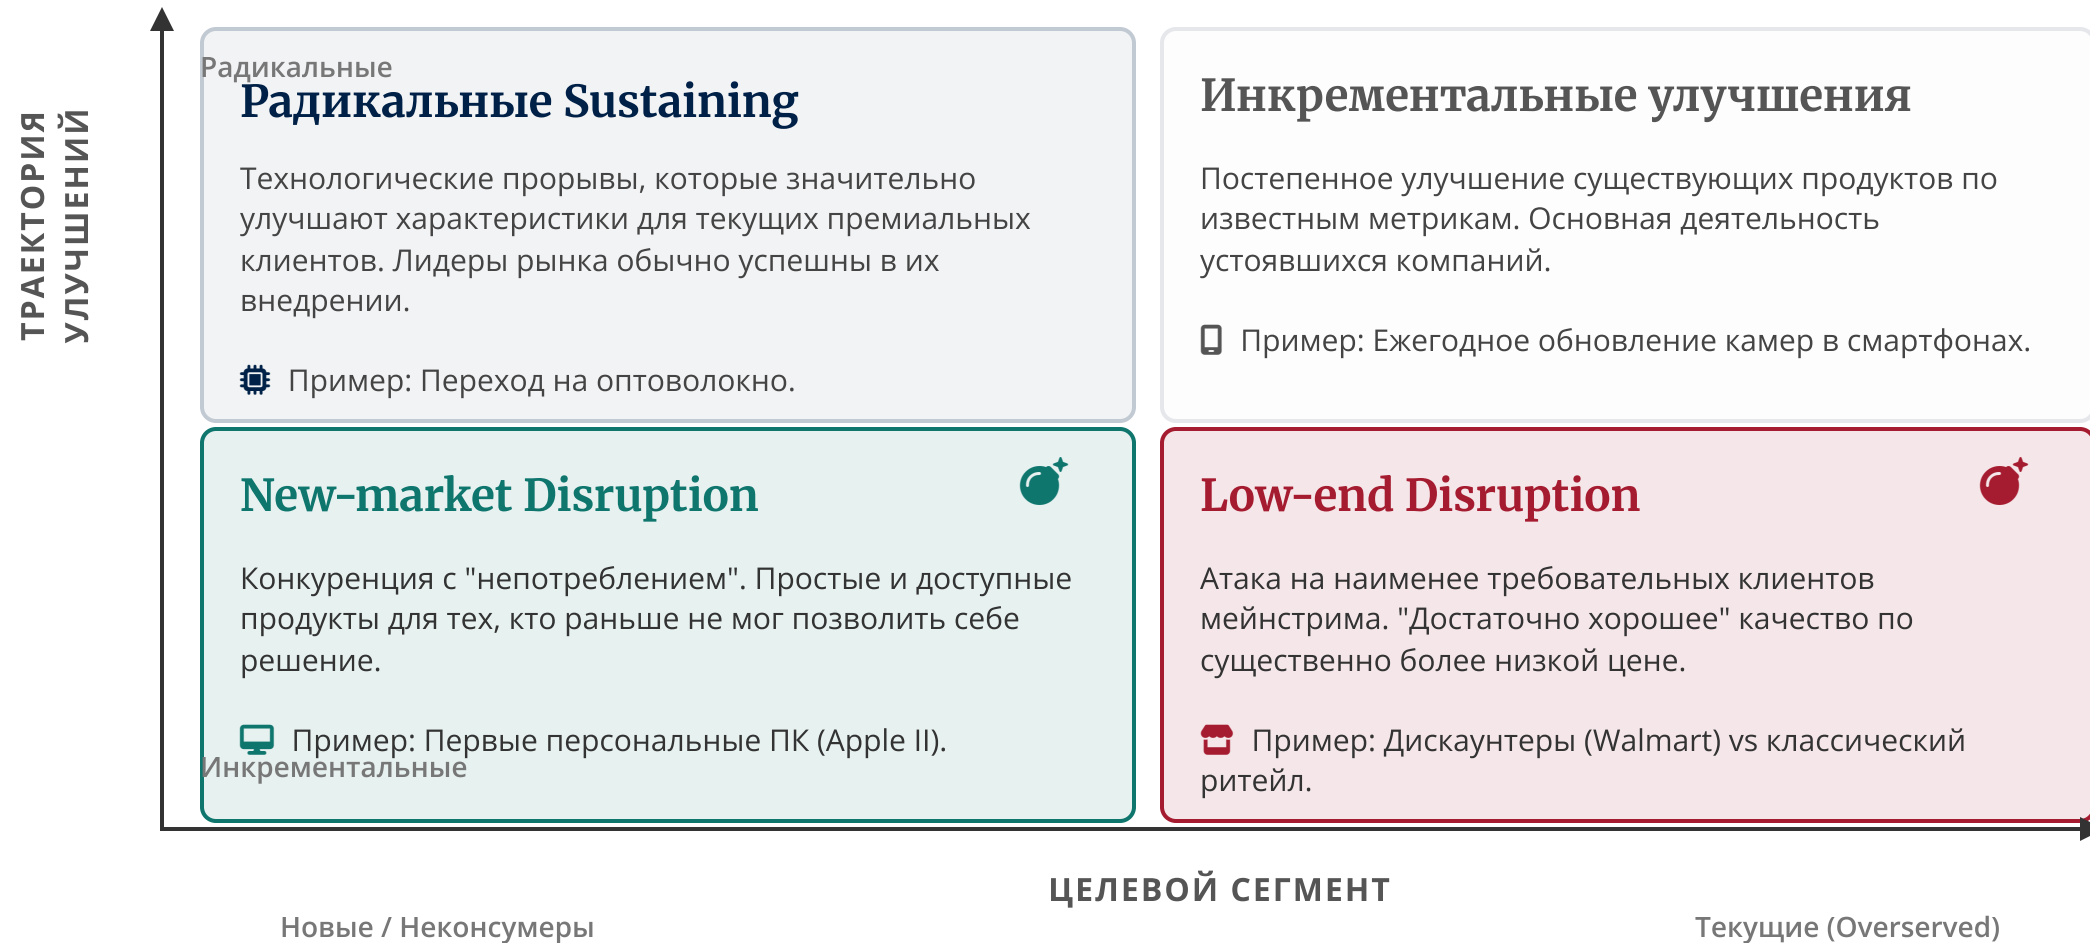 ТРАЕКТОРИЯ
УЛУЧШЕНИЙ
Радикальные
Радикальные Sustaining
Технологические прорывы, которые значительно
улучшают характеристики для текущих премиальных
клиентов. Лидеры рынка обычно успешны в их
внедрении.
Пример: Переход на оптоволокно.
Инкрементальные улучшения
Постепенное улучшение существующих продуктов по
известным метрикам. Основная деятельность
устоявшихся компаний.
Пример: Ежегодное обновление камер в смартфонах.
New-market Disruption
Конкуренция с "непотреблением". Простые и доступные
продукты для тех, кто раньше не мог позволить себе
решение.
Пример: Первые персональные ПК (Apple II).
Инкрементальные
Low-end Disruption
Атака на наименее требовательных клиентов
мейнстрима. "Достаточно хорошее" качество по
существенно более низкой цене.
Пример: Дискаунтеры (Walmart) vs классический
ритейл.
ЦЕЛЕВОЙ СЕГМЕНТ
Новые / Неконсумеры
Текущие (Overserved)